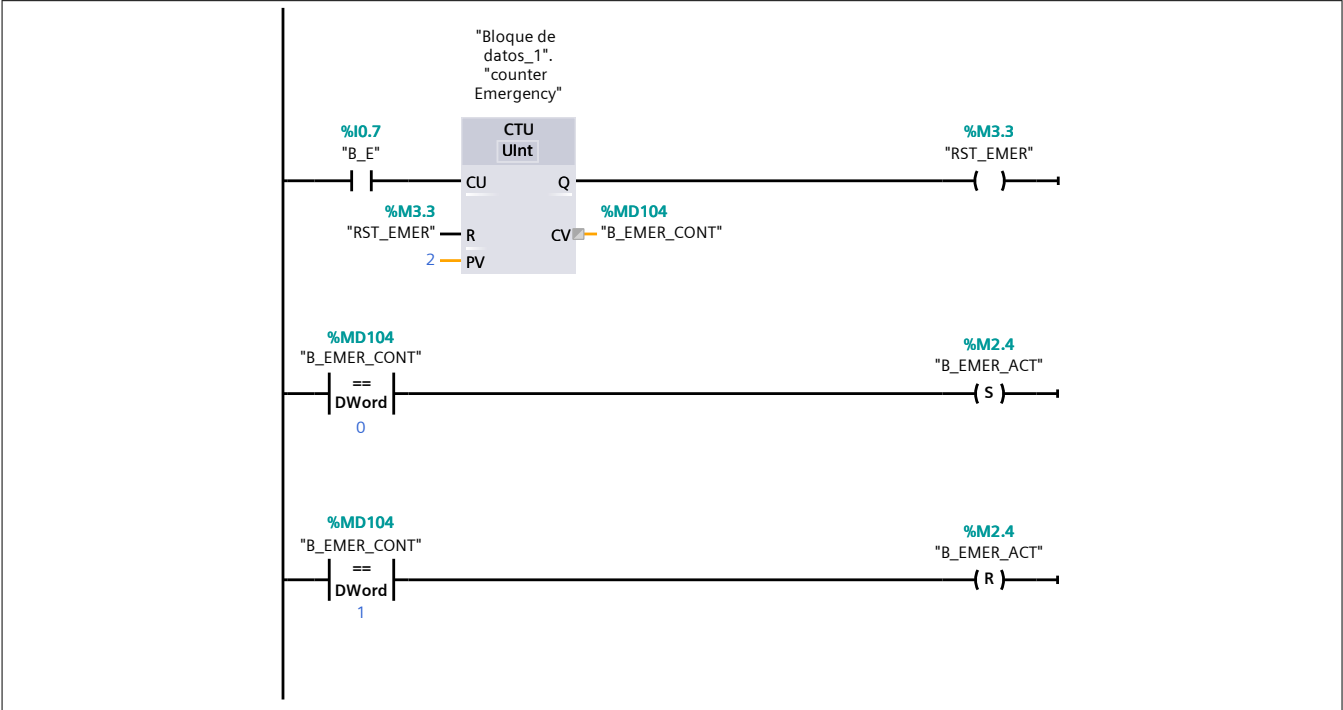 "Bloque de
datos_1".
"counter
Emergency"
%I0.7
"B_E"
CTU
UInt
%M3.3
"RST_EMER"
CU
Q
( )
%M3.3
"RST_EMER"
R
%MD104
CV
"B_EMER_CONT"
2
PV
%MD104
"B_EMER_CONT"
==
DWord
0
%M2.4
"B_EMER_ACT"
( S )
%MD104
"B_EMER_CONT"
==
DWord
1
%M2.4
"B_EMER_ACT"
( R )